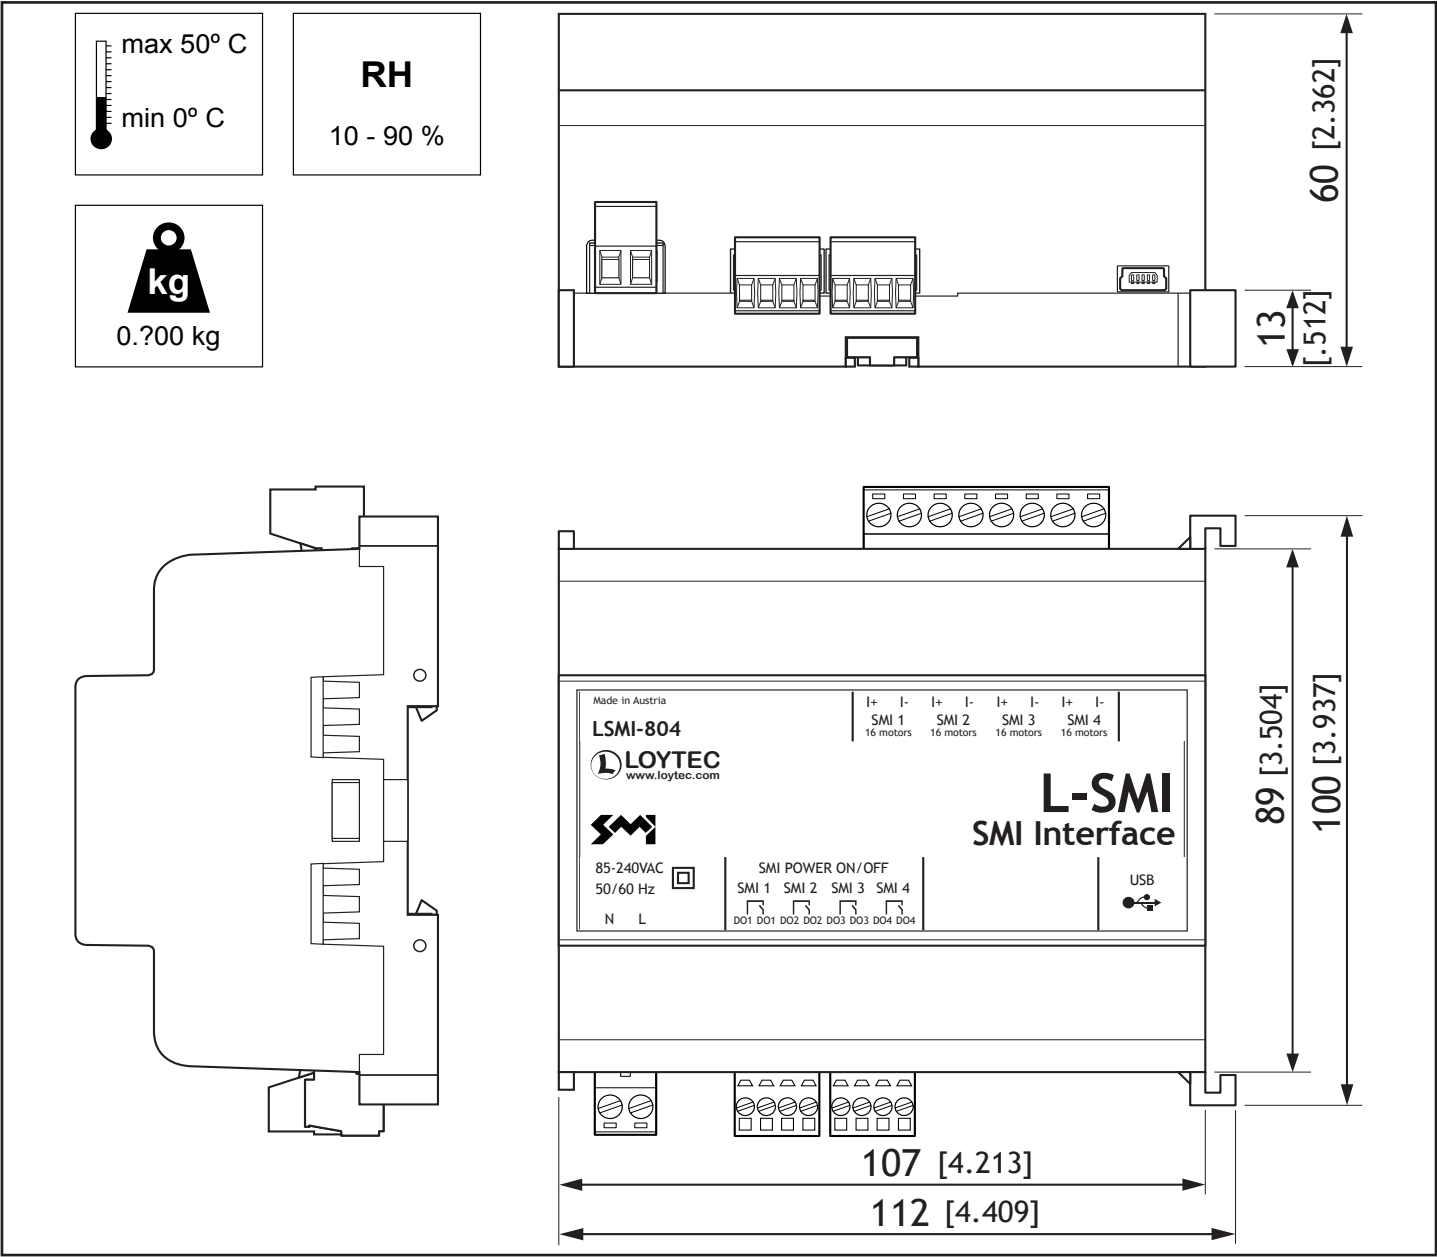 max 50º C
min 0º C
RH
10 - 90 %
kg
0.?00 kg
60 [2.362]
13
[.512]
Made in Austria
LSMI-804
L LOYTEC
www.loytec.com
SMI
I+ I- I+ I- I+ I- I+ I-
SMI 1 SMI 2 SMI 3 SMI 4
16 motors 16 motors 16 motors 16 motors
L-SMI
SMI Interface
85-240VAC
50/60 Hz
N L
SMI POWER ON/OFF
SMI 1 SMI 2 SMI 3 SMI 4
DO1 DO1 DO2 DO2 DO3 DO3 DO4 DO4
USB
89 [3.504]
100 [3.937]
107 [4.213]
112 [4.409]